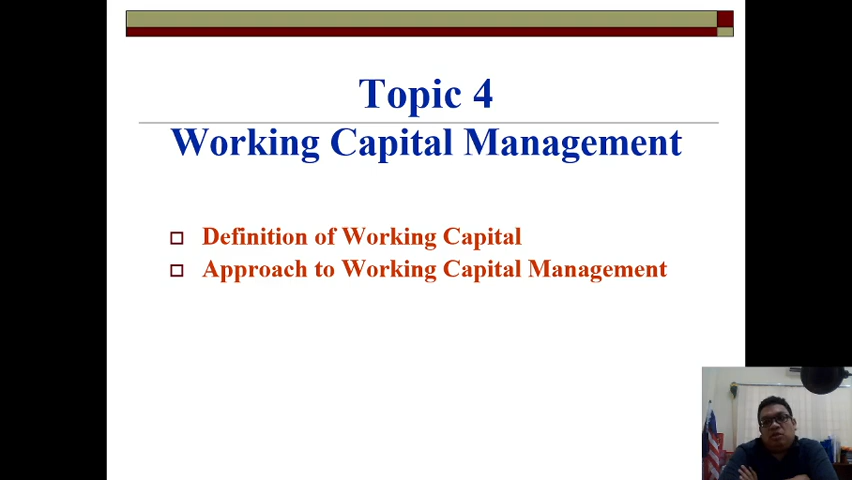 Topic 4
Working Capital Management
Definition of Working Capital
Approach to Working Capital Management